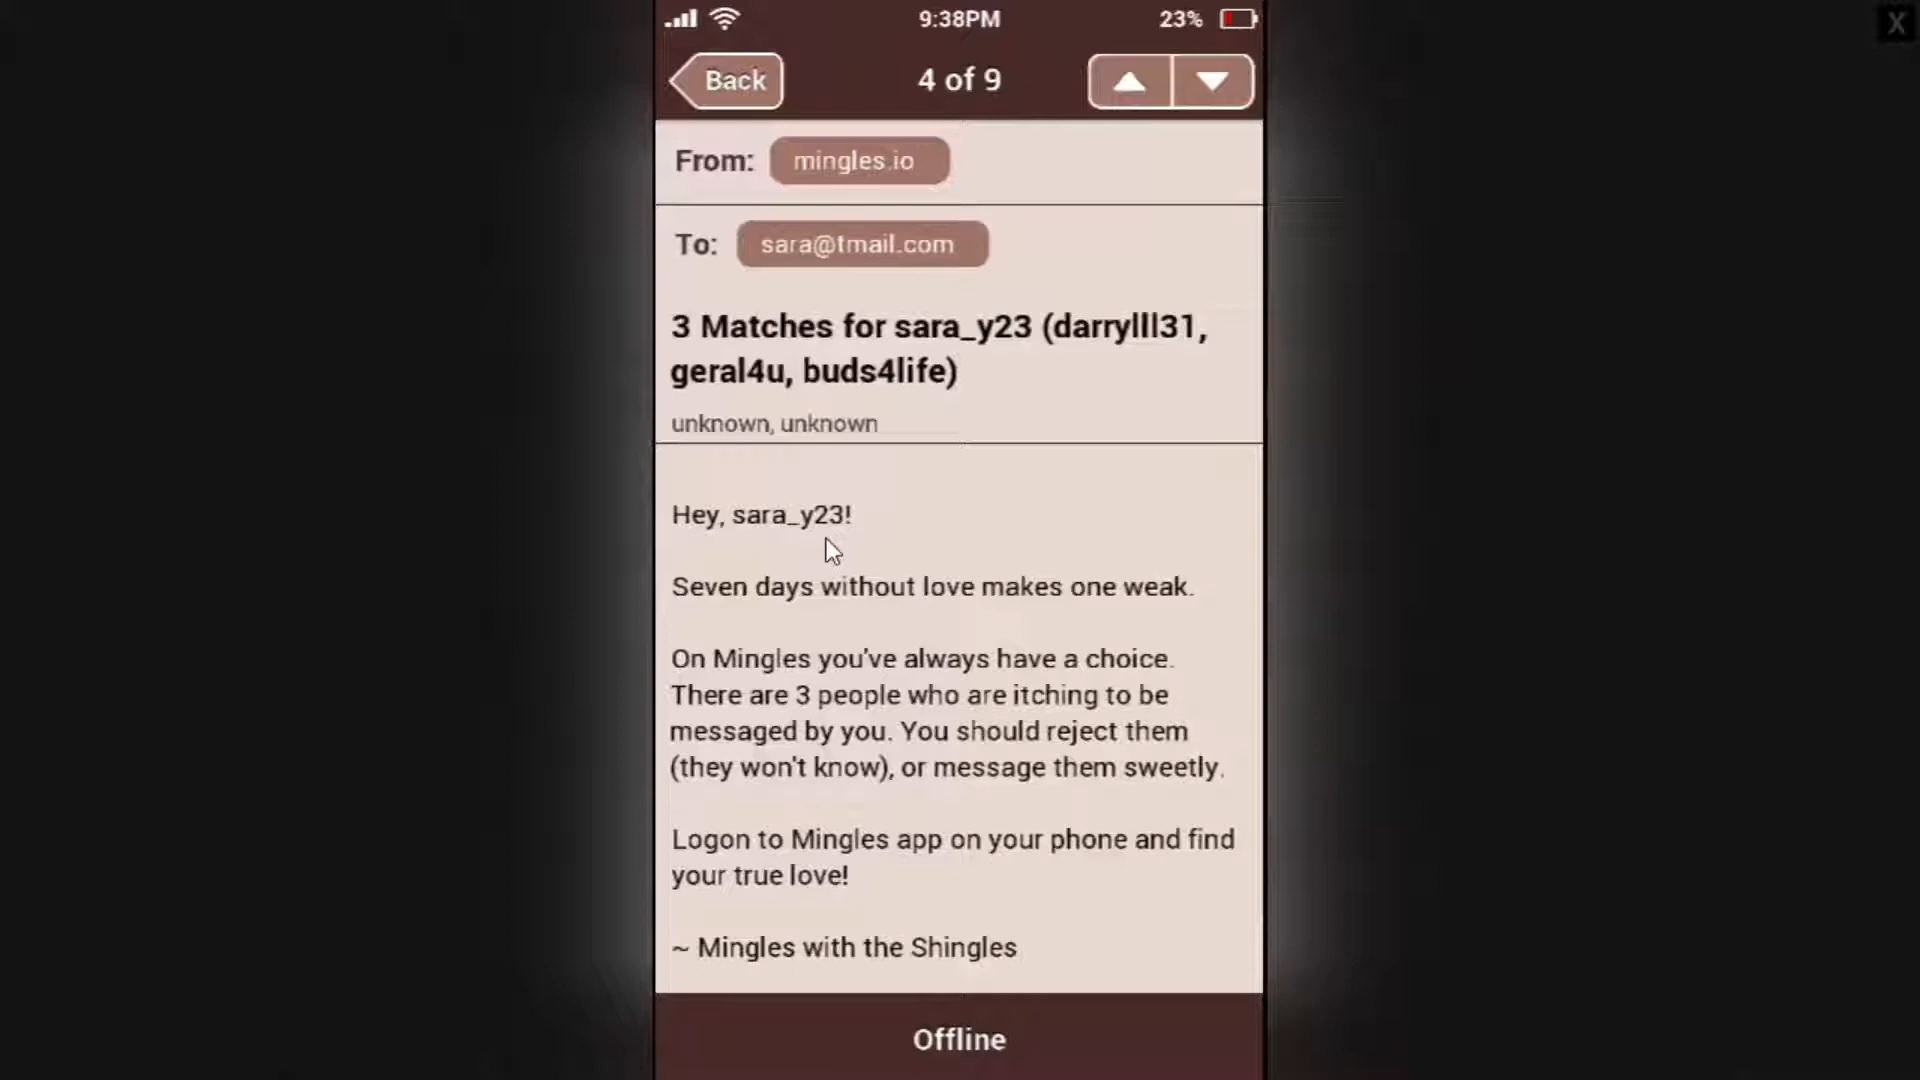 9:38PM
23%
X
Back
4 of 9
From: mingles.io
To: sara@tmail.com
3 Matches for sara_y23 (darrylll31,
geral4u, buds4life)
unknown, unknown
Hey, sara_y23!
Seven days without love makes one weak.
On Mingles you've always have a choice.
There are 3 people who are itching to be
messaged by you. You should reject them
(they won't know), or message them sweetly.
Logon to Mingles app on your phone and find
your true love!
~ Mingles with the Shingles
Offline